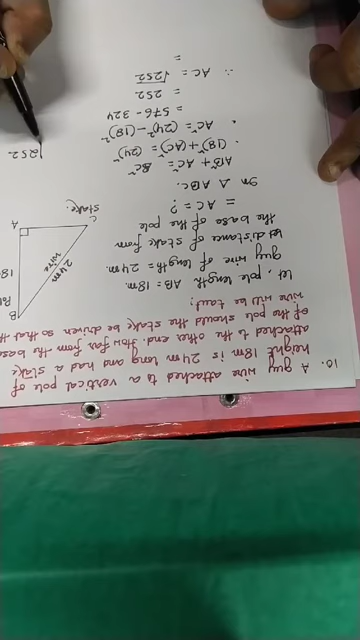 10. A guy wire attached to a vertical pole of
height 18m is 24m long and has a stake
attached to the other end. How far from the base
of the pole should the stake be driven so that the
wire will be taut?
Let, pole length AB = 18m.
guy wire of length = 24m.
let distance of stake from
the base of the pole
= AC = ?
In △ ABC.
AB² + AC² = BC²
(18)² + (AC)² = (24)²
AC² = (24)² - (18)²
= 576 - 324
= 252
∴ AC = √252
=
B
24m
wire
18
A
C
stake.
252